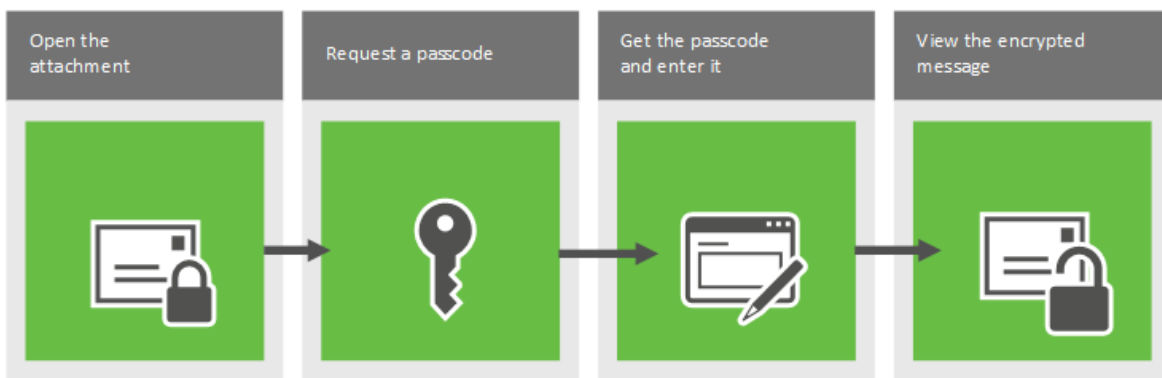 Open the
attachment
Request a passcode
Get the passcode
and enter it
View the encrypted
message